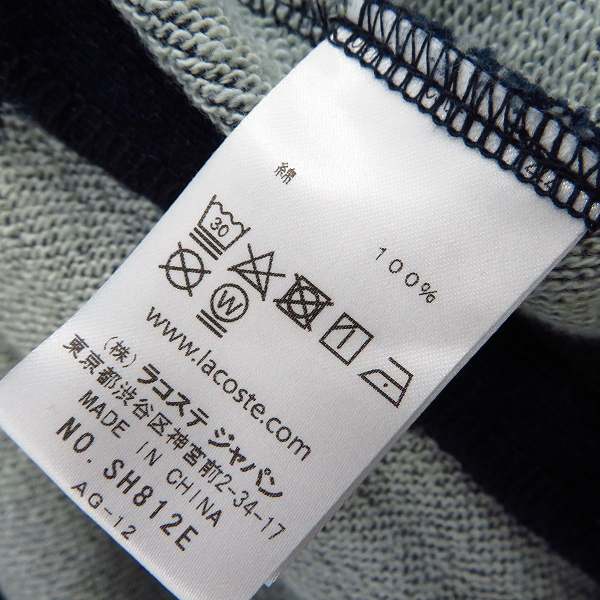 綿 100%
30
W
www.lacoste.com
(株) ラコステ ジャパン
東京都渋谷区神宮前2-34-17
MADE IN CHINA
NO. SH812E
AG-12